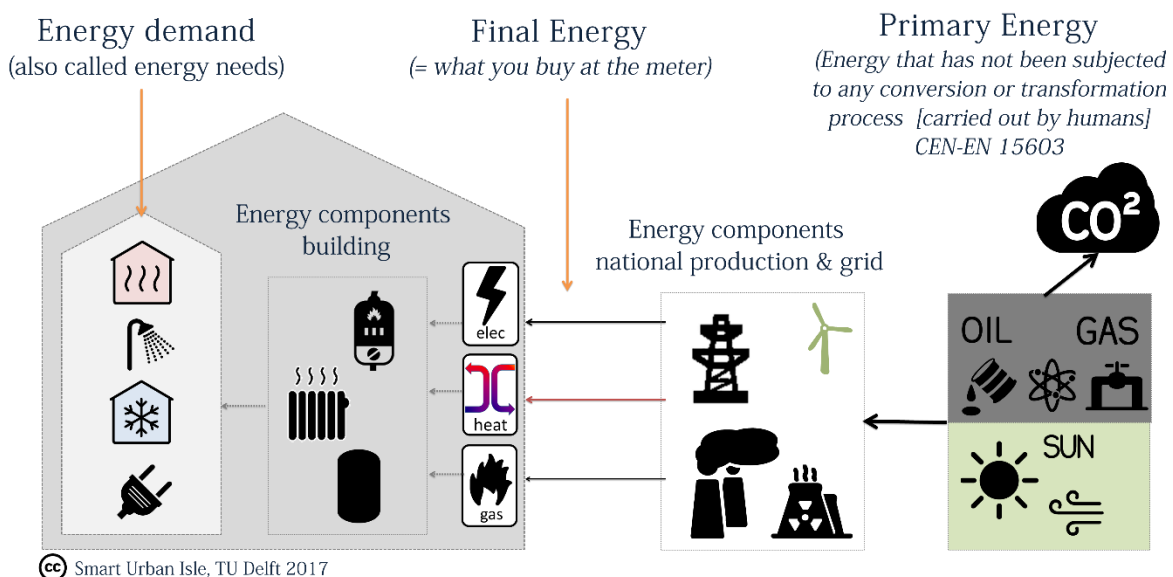 Energy demand
(also called energy needs)
Final Energy
(= what you buy at the meter)
Primary Energy
(Energy that has not been subjected
to any conversion or transformation
process [carried out by humans]
CEN-EN 15603
CO²
Energy components
building
Energy components
national production & grid
elec
heat
gas
OIL
GAS
SUN
cc Smart Urban Isle, TU Delft 2017